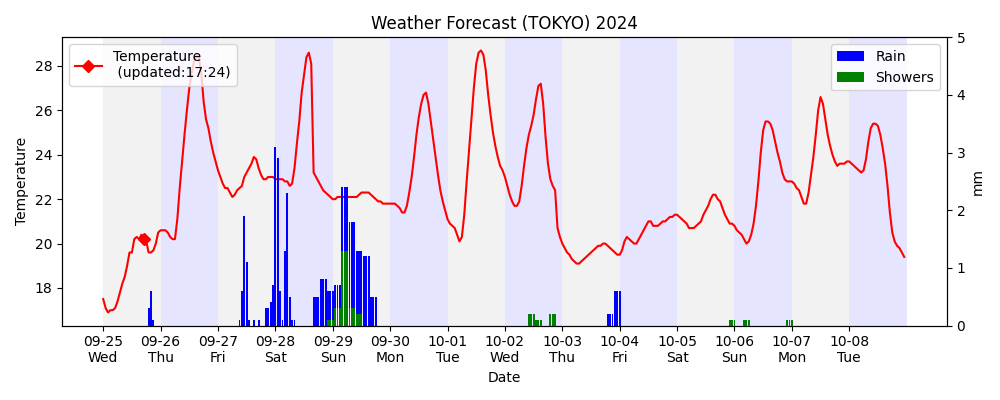 Weather Forecast (TOKYO) 2024
Temperature
(updated:17:24)
Rain
Showers
Temperature
28
26
24
22
20
18
5
4
3
2
1
0
mm
09-25 09-26 09-27 09-28 09-29 09-30 10-01 10-02 10-03 10-04 10-05 10-06 10-07 10-08
Wed Thu Fri Sat Sun Mon Tue Wed Thu Fri Sat Sun Mon Tue
Date